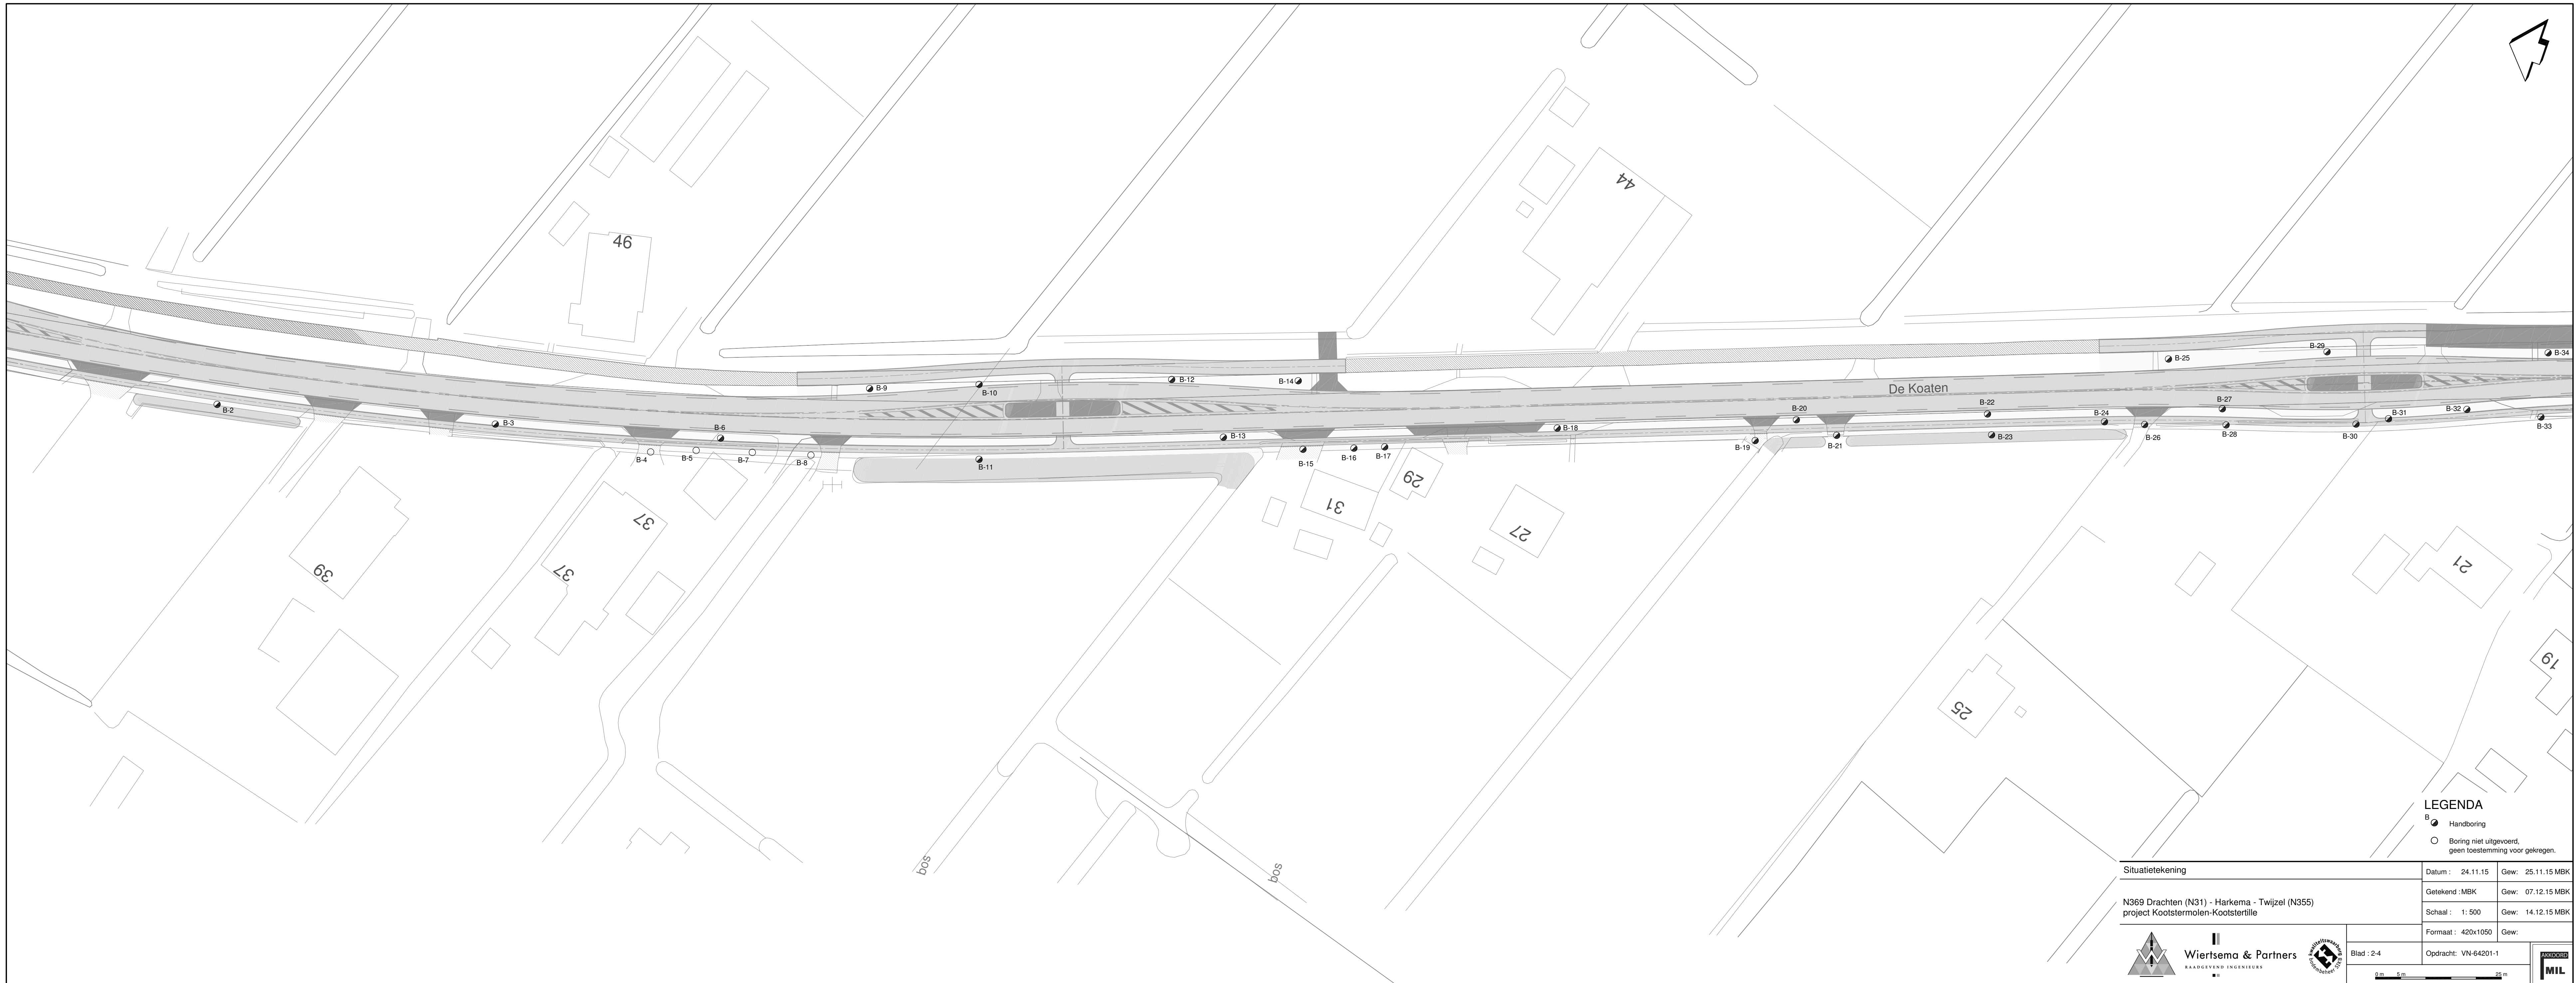 46
44
De Koaten
B-29
B-34
B-25
B-9
B-10
B-12
B-14
B-2
B-3
B-6
B-4
B-5
B-7
B-8
B-11
B-13
B-15
B-16
B-17
B-18
B-19
B-20
B-21
B-22
B-23
B-24
B-26
B-27
B-28
B-30
B-31
B-32
B-33
39
37
37
31
29
27
25
21
19
bos
bos
LEGENDA
B
Handboring
Boring niet uitgevoerd,
geen toestemming voor gekregen.
Situatietekening
N369 Drachten (N31) - Harkema - Twijzel (N355)
project Kootstermolen-Kootstertille
Datum : 24.11.15
Gew: 25.11.15 MBK
Getekend : MBK
Gew: 07.12.15 MBK
Schaal : 1: 500
Gew: 14.12.15 MBK
Formaat : 420x1050
Gew:
Blad : 2-4
Opdracht: VN-64201-1
Wiertsema & Partners
RAADGEVEND INGENIEURS
0 m 5 m 25 m
AKKOORD
MIL